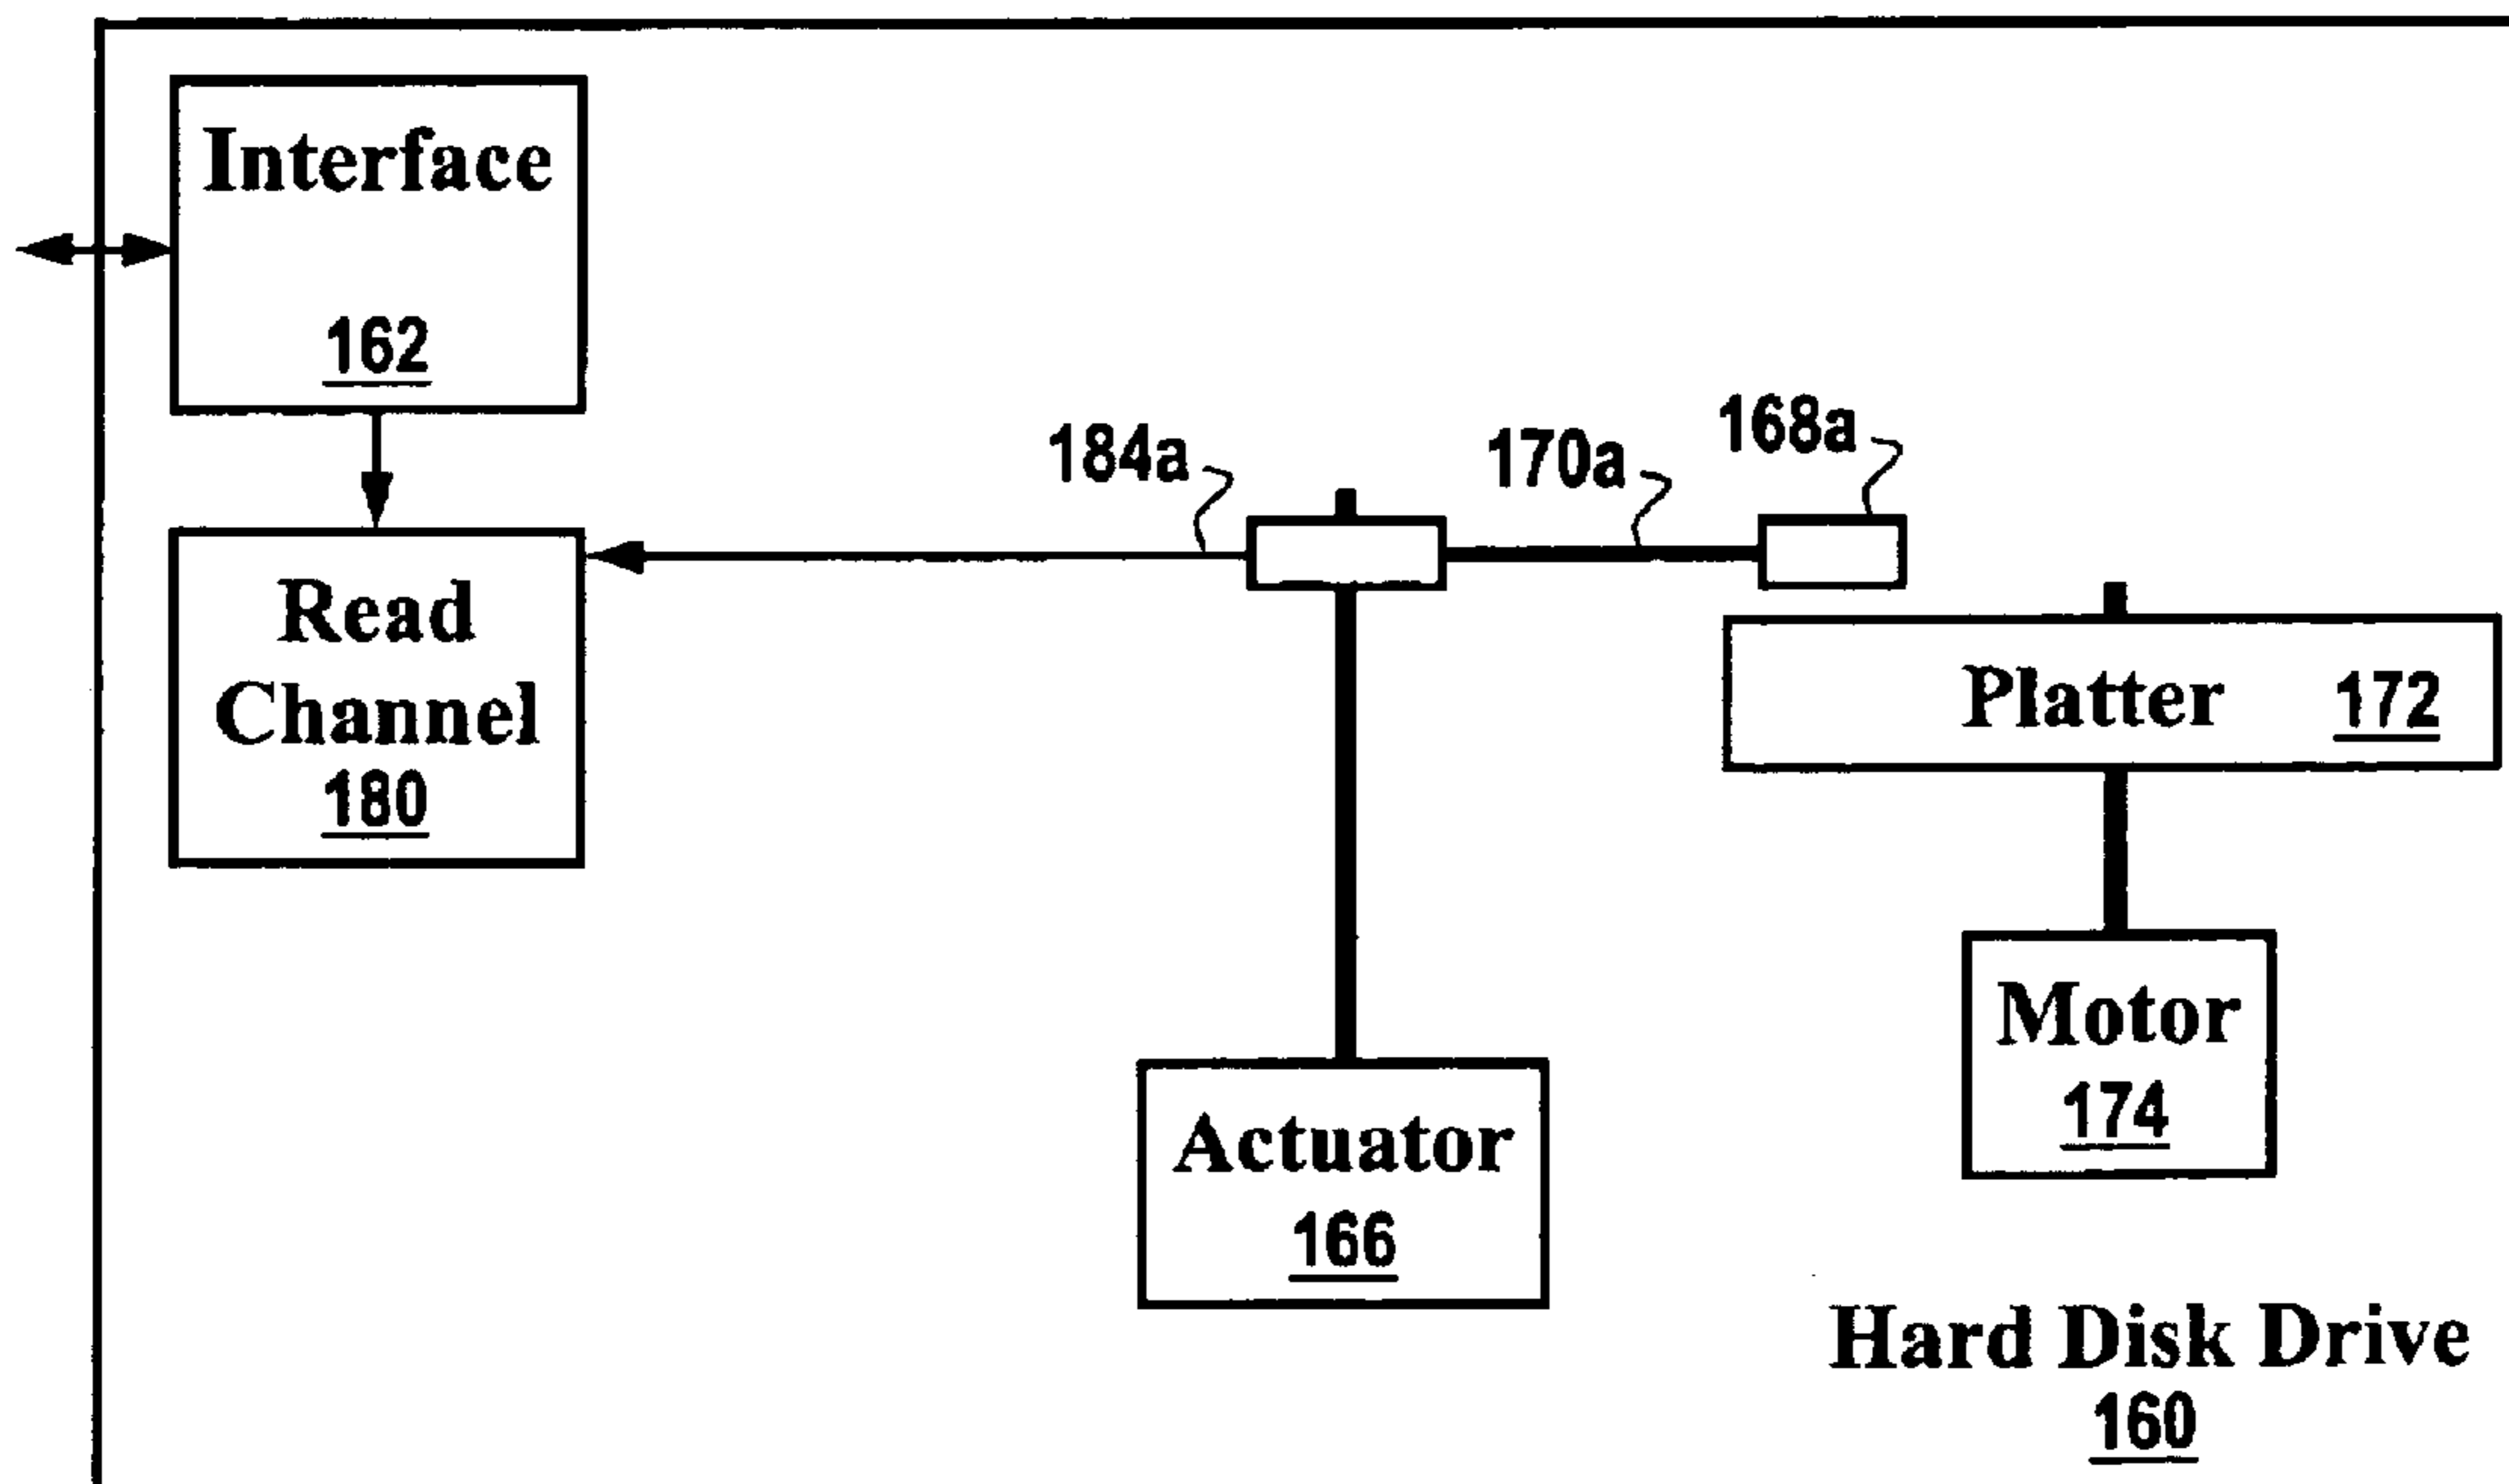 Interface
162
184a
170a
168a
Read
Channel
180
Platter 172
Motor
174
Actuator
166
Hard Disk Drive
160